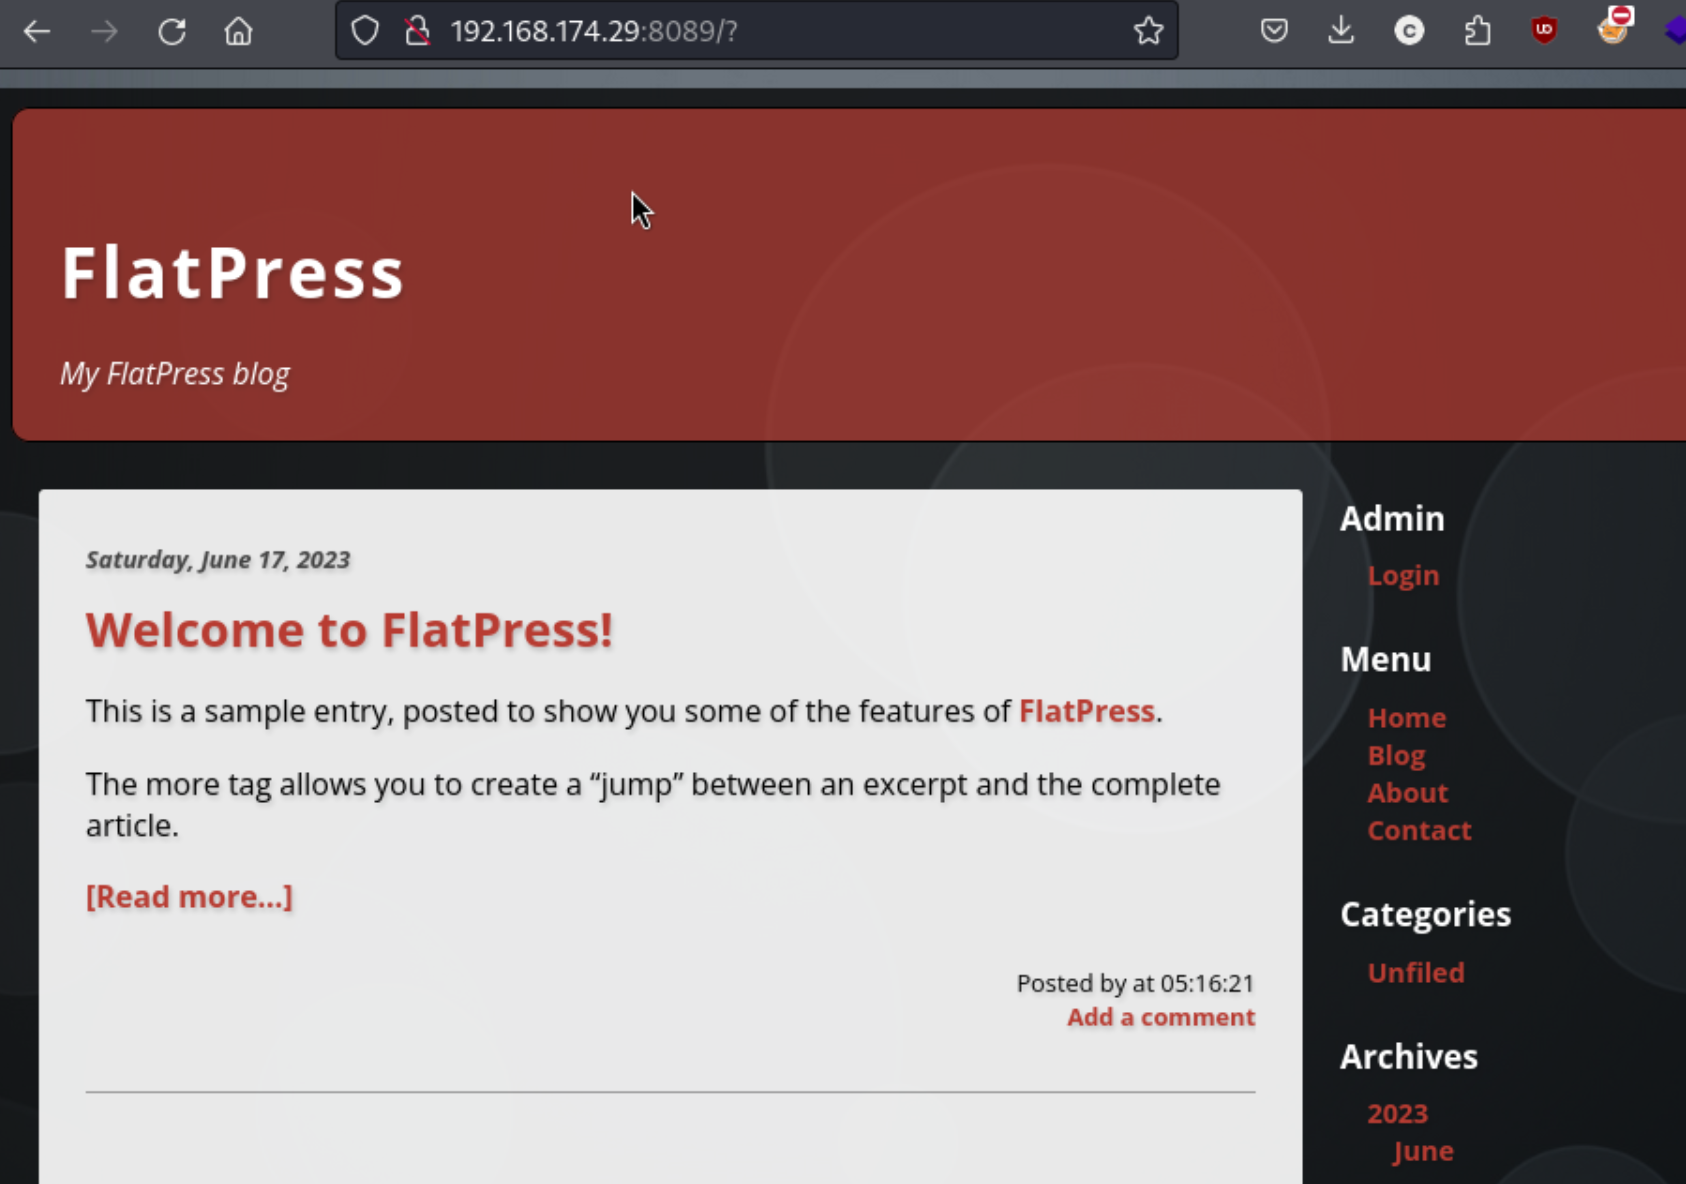 192.168.174.29:8089/?
FlatPress
My FlatPress blog
Saturday, June 17, 2023
Welcome to FlatPress!
This is a sample entry, posted to show you some of the features of FlatPress.
The more tag allows you to create a “jump” between an excerpt and the complete
article.
[Read more...]
Posted by at 05:16:21
Add a comment
Admin
Login
Menu
Home
Blog
About
Contact
Categories
Unfiled
Archives
2023
June